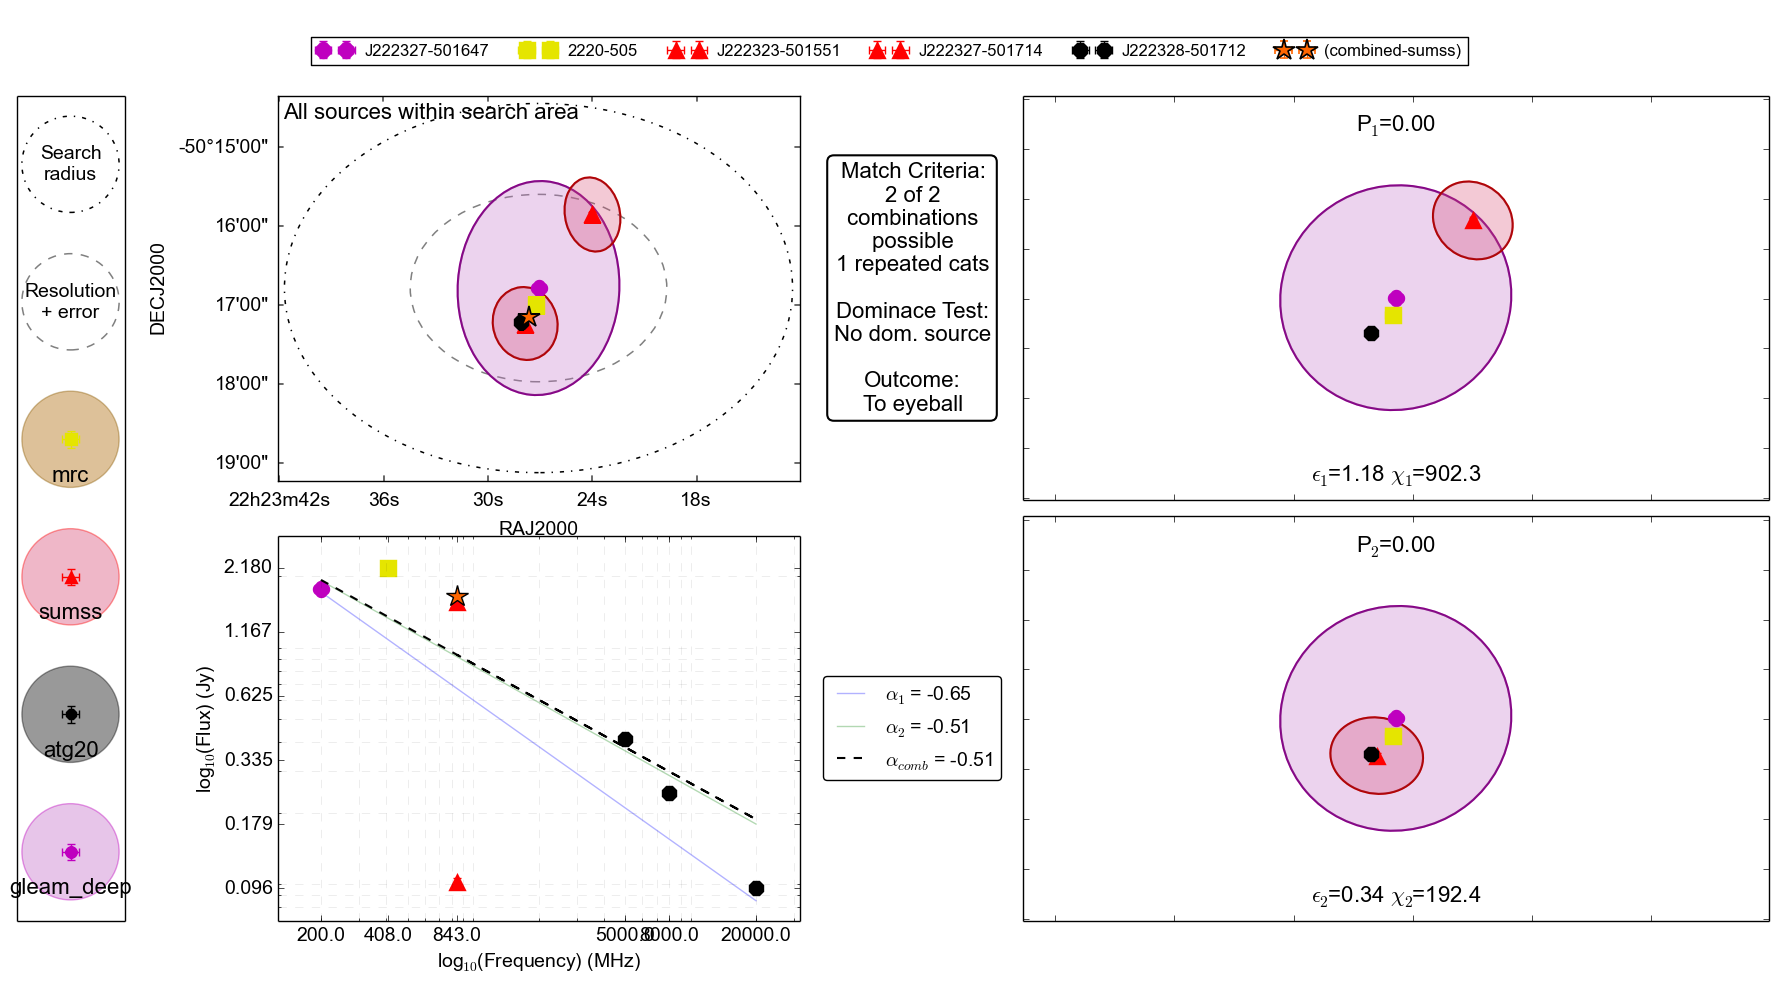 J222327-501647 2220-505 J222323-501551 J222327-501714 J222328-501712 (combined-sumss)
Search
radius
Resolution
+ error
mrc
sumss
atg20
gleam_deep
All sources within search area
DECJ2000
-50°15'00"
16'00"
17'00"
18'00"
19'00"
22h23m42s 36s 30s 24s 18s
RAJ2000
Match Criteria:
2 of 2
combinations
possible
1 repeated cats
Dominace Test:
No dom. source
Outcome:
To eyeball
P1=0.00
ϵ1=1.18 χ1=902.3
log10(Flux) (Jy)
2.180
1.167
0.625
0.335
0.179
0.096
200.0 408.0 843.0 5000.0 8000.0 20000.0
log10(Frequency) (MHz)
α1 = -0.65
α2 = -0.51
αcomb = -0.51
P2=0.00
ϵ2=0.34 χ2=192.4